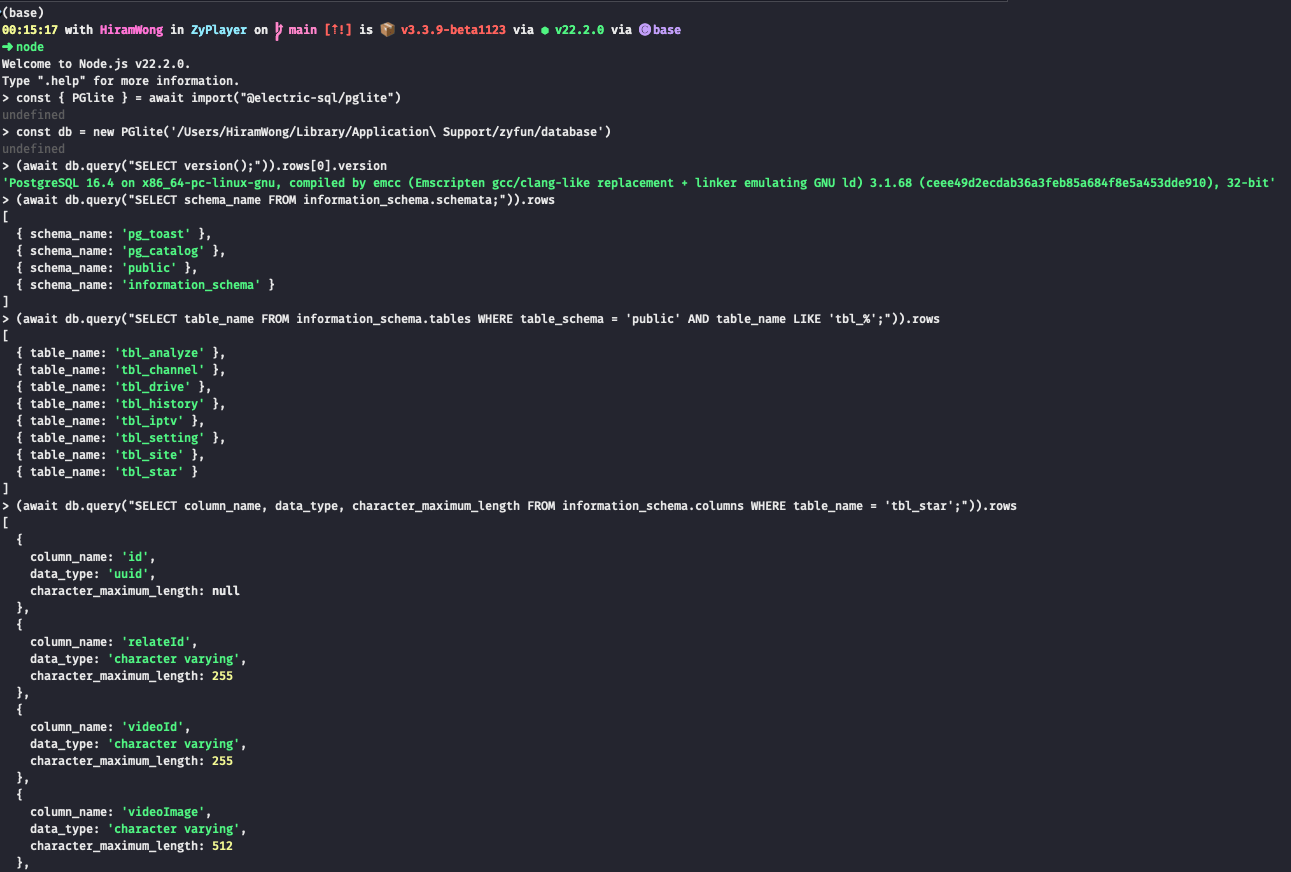 (base)
00:15:17 with HiramWong in ZyPlayer on main [⇡!] is 📦 v3.3.9-beta1123 via ⬢ v22.2.0 via base
➜ node
Welcome to Node.js v22.2.0.
Type ".help" for more information.
> const { PGlite } = await import("@electric-sql/pglite")
undefined
> const db = new PGlite('/Users/HiramWong/Library/Application\ Support/zyfun/database')
undefined
> (await db.query("SELECT version();")).rows[0].version
'PostgreSQL 16.4 on x86_64-pc-linux-gnu, compiled by emcc (Emscripten gcc/clang-like replacement + linker emulating GNU ld) 3.1.68 (ceee49d2ecdab36a3feb85a684f8e5a453dde910), 32-bit'
> (await db.query("SELECT schema_name FROM information_schema.schemata;")).rows
[
  { schema_name: 'pg_toast' },
  { schema_name: 'pg_catalog' },
  { schema_name: 'public' },
  { schema_name: 'information_schema' }
]
> (await db.query("SELECT table_name FROM information_schema.tables WHERE table_schema = 'public' AND table_name LIKE 'tbl_%';")).rows
[
  { table_name: 'tbl_analyze' },
  { table_name: 'tbl_channel' },
  { table_name: 'tbl_drive' },
  { table_name: 'tbl_history' },
  { table_name: 'tbl_iptv' },
  { table_name: 'tbl_setting' },
  { table_name: 'tbl_site' },
  { table_name: 'tbl_star' }
]
> (await db.query("SELECT column_name, data_type, character_maximum_length FROM information_schema.columns WHERE table_name = 'tbl_star';")).rows
[
  {
    column_name: 'id',
    data_type: 'uuid',
    character_maximum_length: null
  },
  {
    column_name: 'relateId',
    data_type: 'character varying',
    character_maximum_length: 255
  },
  {
    column_name: 'videoId',
    data_type: 'character varying',
    character_maximum_length: 255
  },
  {
    column_name: 'videoImage',
    data_type: 'character varying',
    character_maximum_length: 512
  },